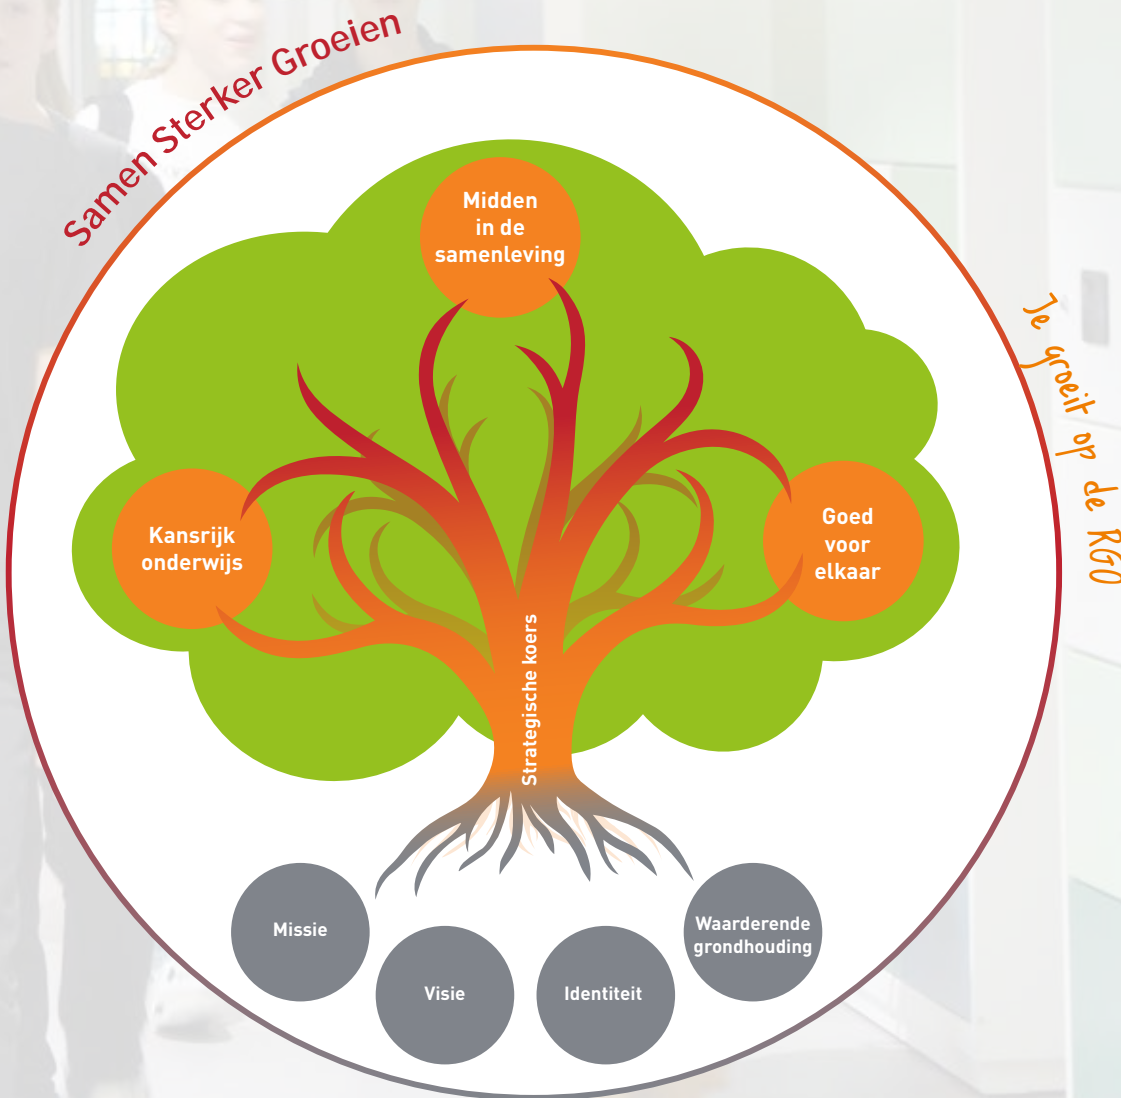 Samen Sterker Groeien
Je groeit op de RGO
Midden
in de
samenleving
Kansrijk
onderwijs
Goed
voor
elkaar
Strategische koers
Missie
Visie
Identiteit
Waarderende
grondhouding